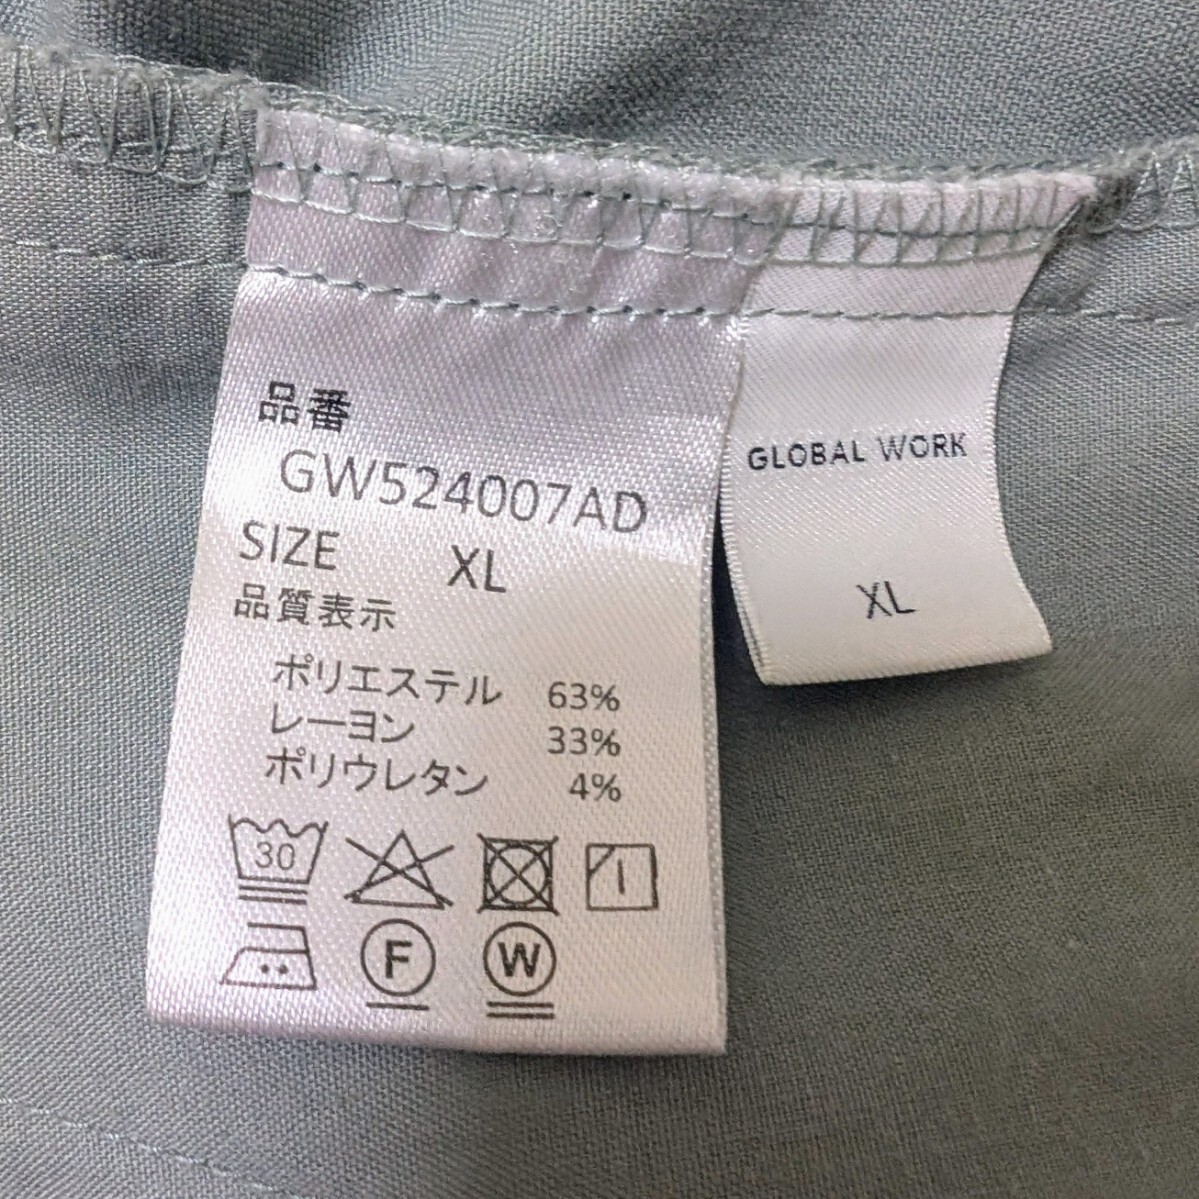 品番
GW524007AD
SIZE XL
品質表示
ポリエステル 63%
レーヨン 33%
ポリウレタン 4%
30
F W
GLOBAL WORK
XL